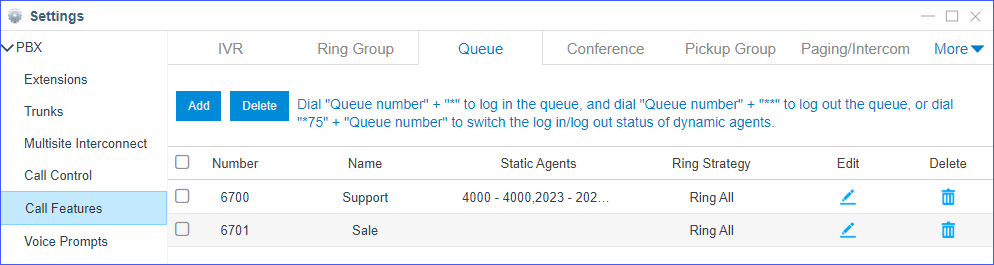 Settings
PBX
IVR Ring Group Queue Conference Pickup Group Paging/Intercom More
Extensions
Trunks
Multisite Interconnect
Call Control
Call Features
Voice Prompts
Add Delete Dial "Queue number" + "*" to log in the queue, and dial "Queue number" + "**" to log out the queue, or dial
"*75" + "Queue number" to switch the log in/log out status of dynamic agents.
Number Name Static Agents Ring Strategy Edit Delete
6700 Support 4000 - 4000,2023 - 202... Ring All
6701 Sale Ring All